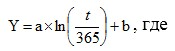 Y = a×ln(t/365) + b, где